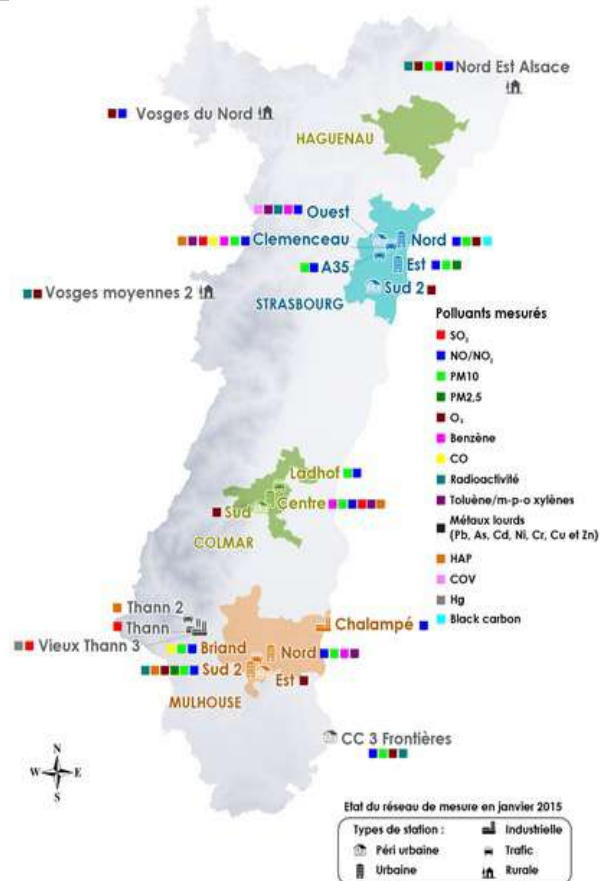 Nord Est Alsace
Vosges du Nord
HAGUENAU
Ouest
Clemenceau
Nord
A35
Est
Vosges moyennes 2
Sud 2
STRASBOURG
Polluants mesurés
SO₂
NO/NO₂
PM10
PM2,5
O₃
Benzène
CO
Radioactivité
Toluène/m-p-o xylènes
Métaux lourds
(Pb, As, Cd, Ni, Cr, Cu et Zn)
HAP
COV
Hg
Black carbon
Ladhof
Centre
Sud
COLMAR
Thann 2
Thann
Chalampé
Vieux Thann 3
Briand
Nord
Sud 2
Est
MULHOUSE
CC 3 Frontières
N
W
E
S
Etat du réseau de mesure en janvier 2015
Types de station :
Industrielle
Péri urbaine
Trafic
Urbaine
Rurale